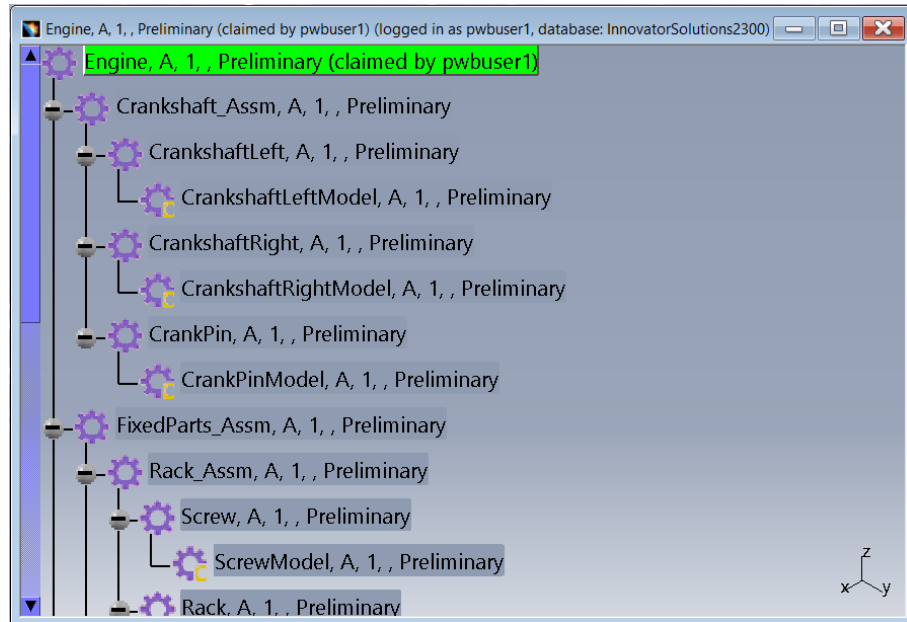 Engine, A, 1, , Preliminary (claimed by pwbuser1) (logged in as pwbuser1, database: InnovatorSolutions2300)
Engine, A, 1, , Preliminary (claimed by pwbuser1)
Crankshaft_Assm, A, 1, , Preliminary
CrankshaftLeft, A, 1, , Preliminary
CrankshaftLeftModel, A, 1, , Preliminary
CrankshaftRight, A, 1, , Preliminary
CrankshaftRightModel, A, 1, , Preliminary
CrankPin, A, 1, , Preliminary
CrankPinModel, A, 1, , Preliminary
FixedParts_Assm, A, 1, , Preliminary
Rack_Assm, A, 1, , Preliminary
Screw, A, 1, , Preliminary
ScrewModel, A, 1, , Preliminary
Rack, A, 1, , Preliminary
z
x y